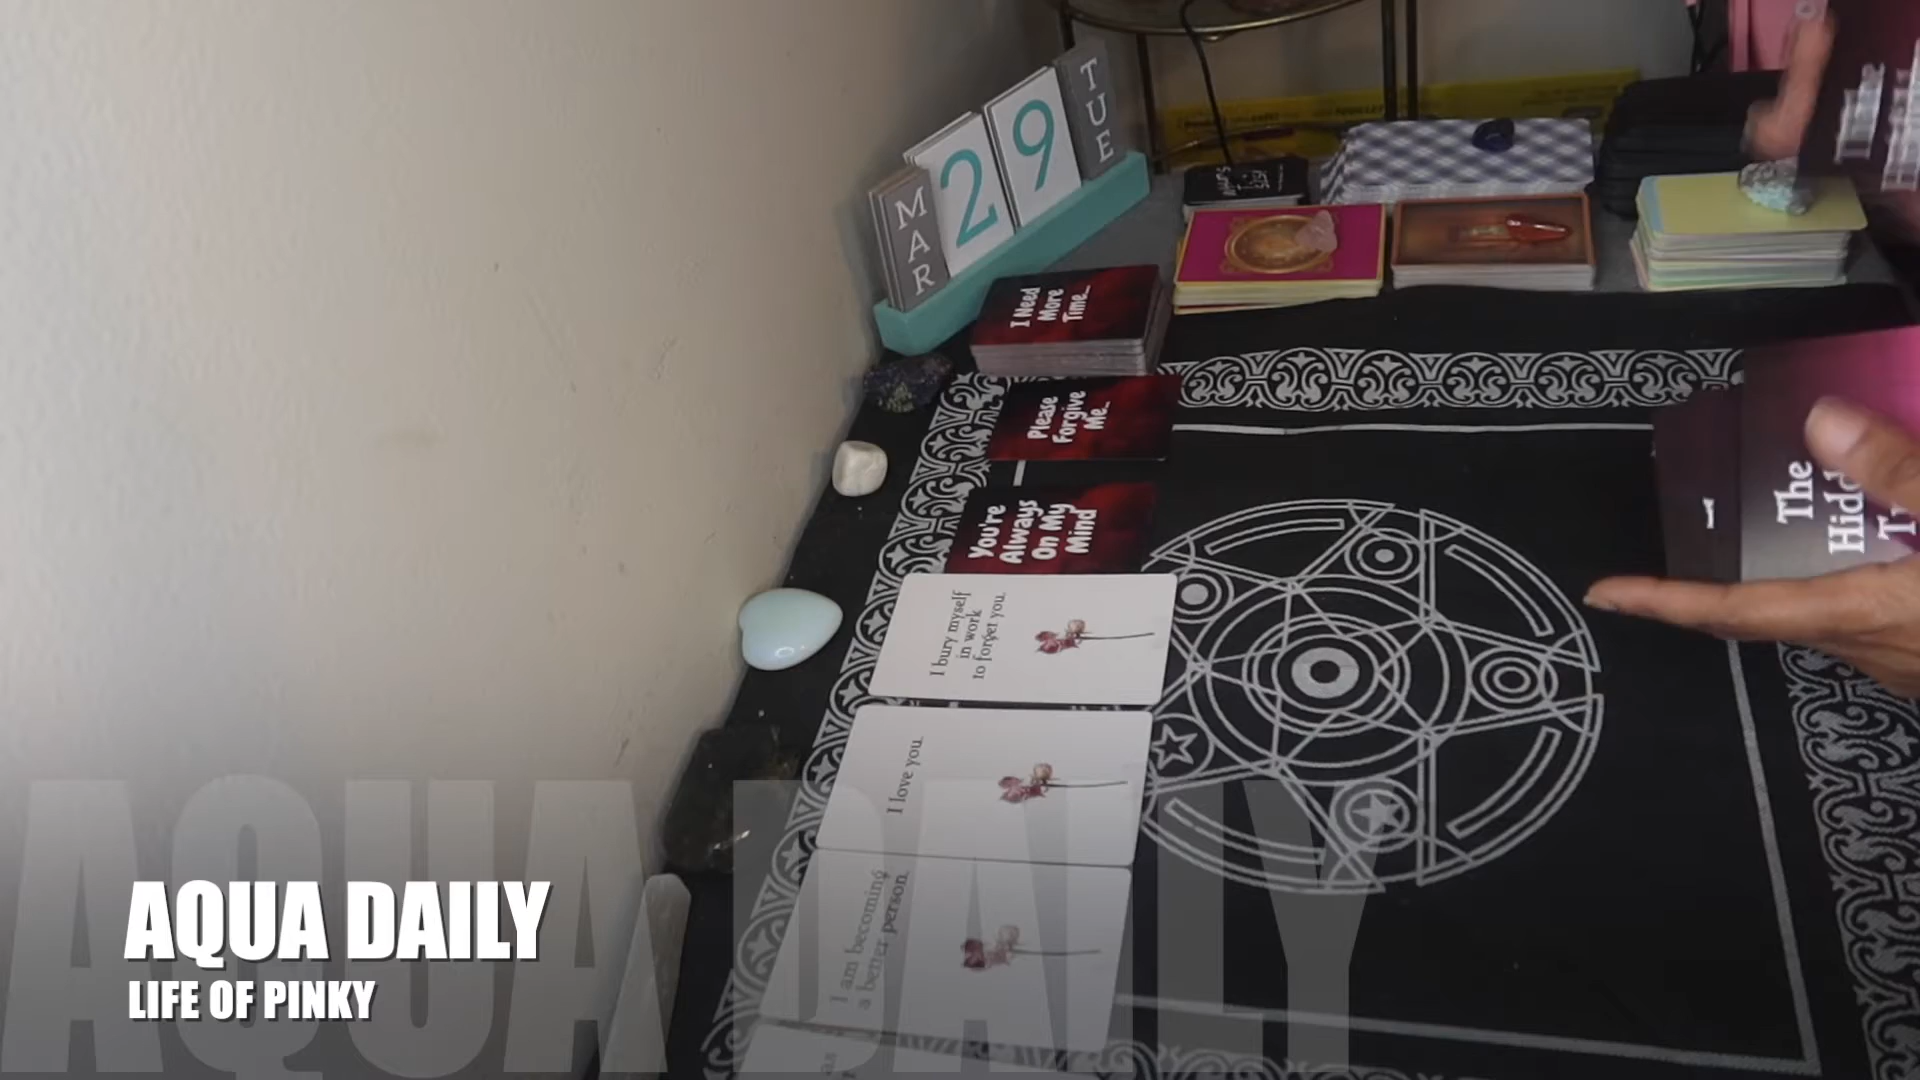 MAR
29
TUE
I Need
More
Time...
Please
Forgive
Me...
You're
Always
On My
Mind
I bury myself
in work
to forget you.
I love you.
I am becoming
a better person.
as
The
AQUA DAILY
AQUA DAILY
LIFE OF PINKY